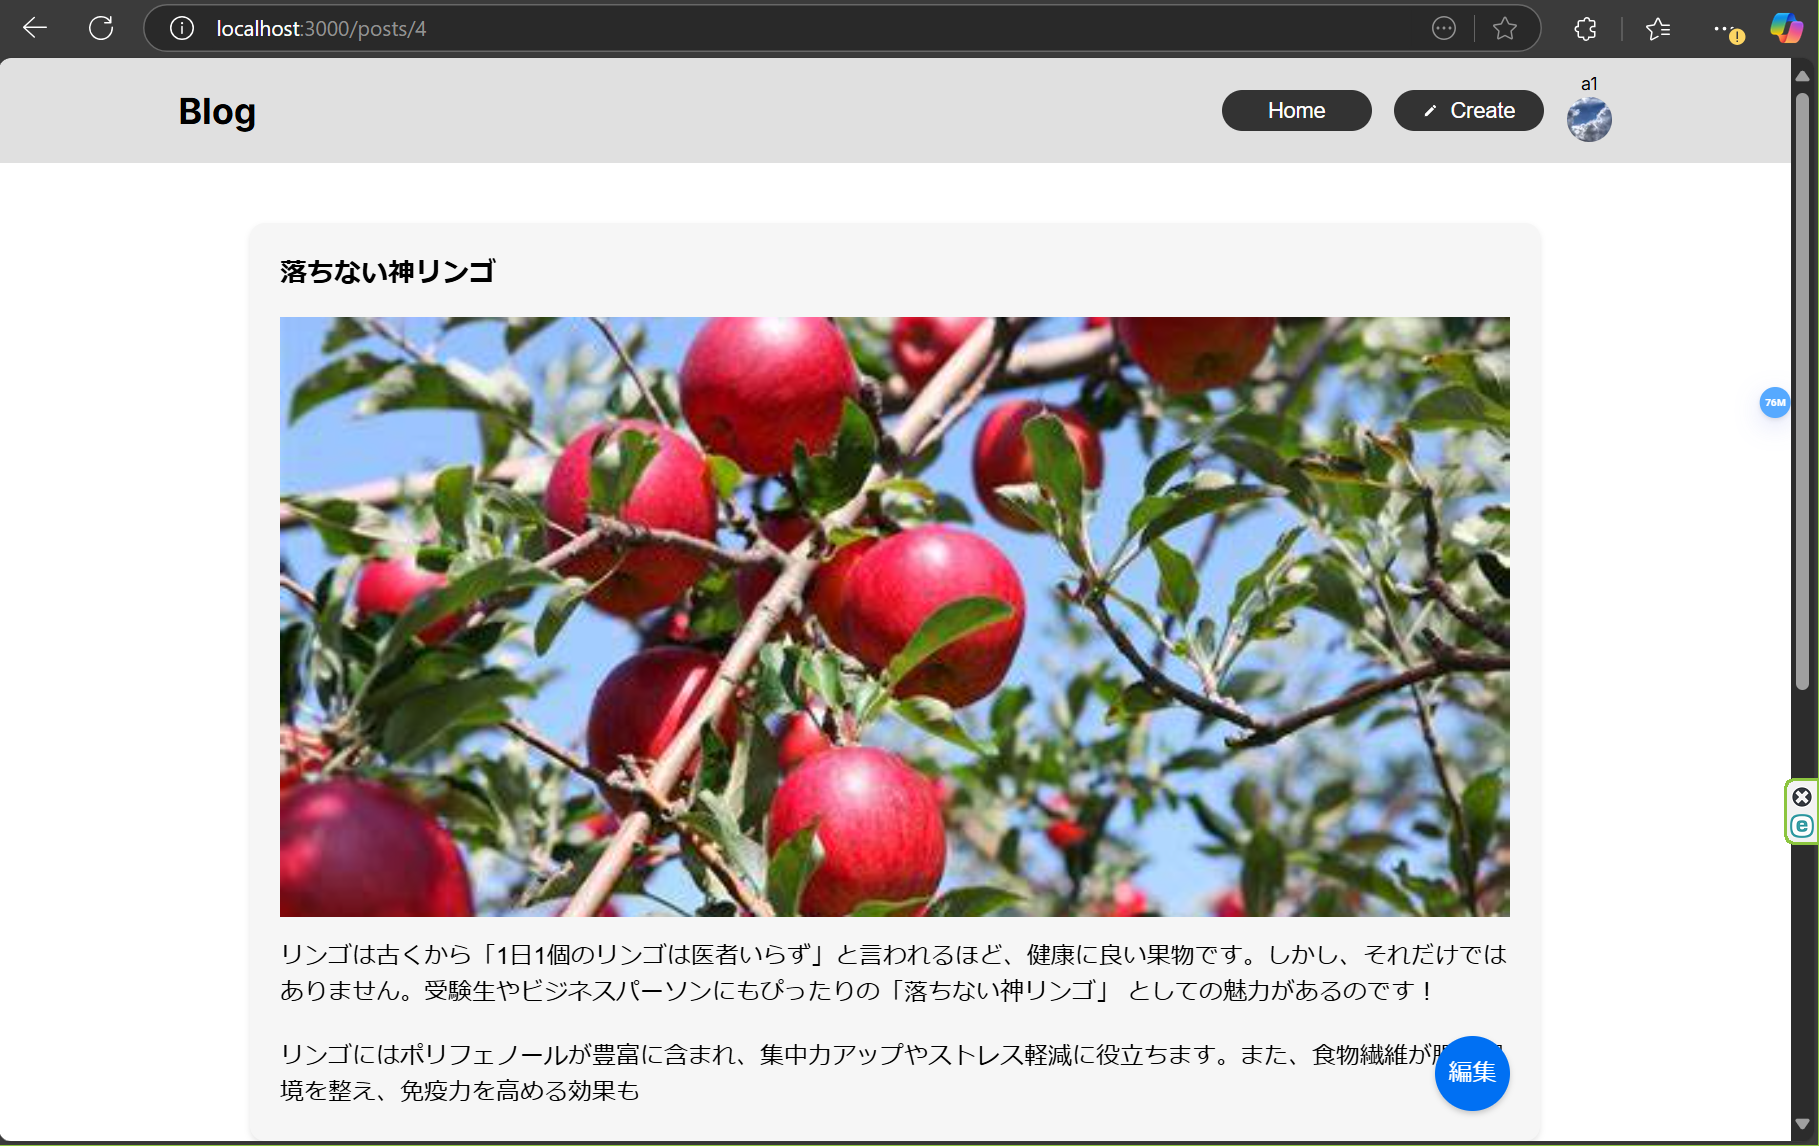 localhost:3000/posts/4
a1
Blog
Home
Create
落ちない神リンゴ
76M
リンゴは古くから「1日1個のリンゴは医者いらず」と言われるほど、健康に良い果物です。しかし、それだけでは
ありません。受験生やビジネスパーソンにもぴったりの「落ちない神リンゴ」 としての魅力があるのです！
リンゴにはポリフェノールが豊富に含まれ、集中力アップやストレス軽減に役立ちます。また、食物繊維が
編集
境を整え、免疫力を高める効果も